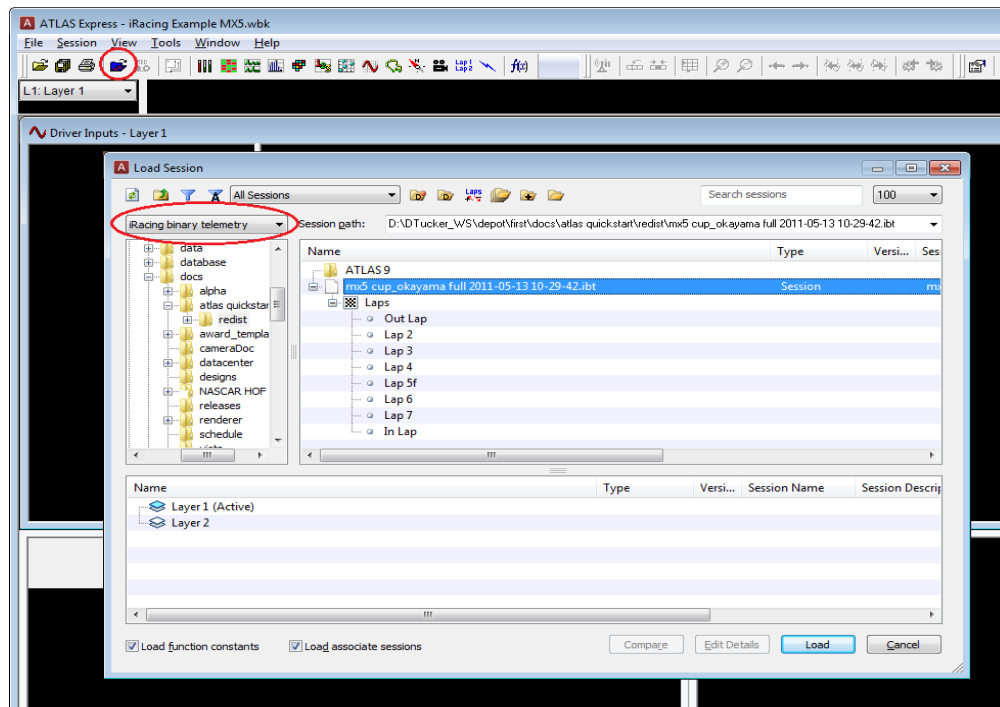 ATLAS Express - iRacing Example MX5.wbk
File Session View Tools Window Help
Lap1
Lap2
f(x)
L1: Layer 1
Driver Inputs - Layer 1
Load Session
All Sessions
Laps
Search sessions
100
iRacing binary telemetry
Session path:
D:\DTucker_WS\depot\first\docs\atlas quickstart\redist\mx5 cup_okayama full 2011-05-13 10-29-42.ibt
data
database
docs
alpha
atlas quickstar
redist
award_templa
cameraDoc
datacenter
designs
NASCAR HOF
releases
renderer
schedule
Name Type Versi... Ses
ATLAS 9
mx5 cup_okayama full 2011-05-13 10-29-42.ibt Session mx
Laps
Out Lap
Lap 2
Lap 3
Lap 4
Lap 5f
Lap 6
Lap 7
In Lap
Name Type Versi... Session Name Session Descrip
Layer 1 (Active)
Layer 2
Load function constants Load associate sessions Compare Edit Details Load Cancel